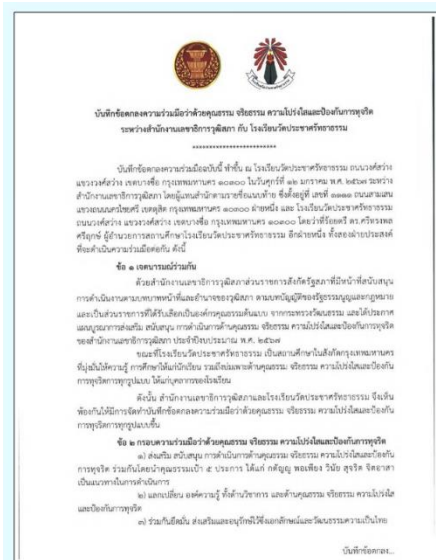 บันทึกข้อตกลงความร่วมมือว่าด้วยคุณธรรม จริยธรรม ความโปร่งใสและป้องกันการทุจริต
ระหว่างสำนักงานเลขาธิการวุฒิสภา กับ โรงเรียนวัดประชาศรัทธาธรรม
**************************
บันทึกข้อตกลงความร่วมมือฉบับนี้ ทำขึ้น ณ โรงเรียนวัดประชาศรัทธาธรรม ถนนวงศ์สว่าง
แขวงวงศ์สว่าง เขตบางซื่อ กรุงเทพมหานคร ๑๐๘๐๐ ในวันศุกร์ที่ ๑๒ มกราคม พ.ศ. ๒๕๖๗ ระหว่าง
สำนักงานเลขาธิการวุฒิสภา โดยผู้แทนสำนักตามรายชื่อแนบท้าย ซึ่งตั้งอยู่ที่ เลขที่ ๑๑๑๑ ถนนสามเสน
แขวงถนนนครไชยศรี เขตดุสิต กรุงเทพมหานคร ๑๐๓๐๐ ฝ่ายหนึ่ง และ โรงเรียนวัดประชาศรัทธาธรรม
ถนนวงศ์สว่าง แขวงวงศ์สว่าง เขตบางซื่อ กรุงเทพมหานคร ๑๐๘๐๐ โดยว่าที่ร้อยตรี ดร.ศรีหรงพล
ศรีฤกษ์ ผู้อำนวยการสถานศึกษาโรงเรียนวัดประชาศรัทธาธรรม อีกฝ่ายหนึ่ง ทั้งสองฝ่ายประสงค์
ที่จะดำเนินความร่วมมือต่อกัน ดังนี้
ข้อ ๑ เจตนารมณ์ร่วมกัน
ด้วยสำนักงานเลขาธิการวุฒิสภาส่วนราชการสังกัดรัฐสภาที่มีหน้าที่สนับสนุน
การดำเนินงานตามบทบาทหน้าที่และอำนาจของวุฒิสภา ตามบทบัญญัติของรัฐธรรมนูญและกฎหมาย
และเป็นส่วนราชการที่ได้รับเลือกเป็นองค์กรคุณธรรมต้นแบบ จากกระทรวงวัฒนธรรม และได้ประกาศ
แผนบูรณาการส่งเสริม สนับสนุน การดำเนินการด้านคุณธรรม จริยธรรม ความโปร่งใสและป้องกันการทุจริต
ของสำนักงานเลขาธิการวุฒิสภา ประจำปีงบประมาณ พ.ศ. ๒๕๖๗
ขณะที่โรงเรียนวัดประชาศรัทธาธรรม เป็นสถานศึกษาในสังกัดกรุงเทพมหานคร
ที่มุ่งมั่นให้ความรู้ การศึกษาให้แก่นักเรียน รวมถึงบ่มเพาะด้านคุณธรรม จริยธรรม ความโปร่งใสและป้องกัน
การทุจริตการทุกรูปแบบ ให้แก่บุคลากรของโรงเรียน
ดังนั้น สำนักงานเลขาธิการวุฒิสภาและโรงเรียนวัดประชาศรัทธาธรรม จึงเห็น
พ้องกันให้มีการจัดทำบันทึกข้อตกลงความร่วมมือว่าด้วยคุณธรรม จริยธรรม ความโปร่งใสและป้องกัน
การทุจริตการทุกรูปแบบขึ้น
ข้อ ๒ กรอบความร่วมมือว่าด้วยคุณธรรม จริยธรรม ความโปร่งใสและป้องกันการทุจริต
๑) ส่งเสริม สนับสนุน การดำเนินการด้านคุณธรรม จริยธรรม ความโปร่งใสและป้องกัน
การทุจริต ร่วมกันโดยนำคุณธรรมเป้า ๕ ประการ ได้แก่ กตัญญู พอเพียง วินัย สุจริต จิตอาสา
เป็นแนวทางในการดำเนินการ
๒) แลกเปลี่ยน องค์ความรู้ ทั้งด้านวิชาการ และด้านคุณธรรม จริยธรรม ความโปร่งใส
และป้องกันการทุจริต
๓) ร่วมกันยึดมั่น ส่งเสริมและอนุรักษ์ไว้ซึ่งเอกลักษณ์และวัฒนธรรมความเป็นไทย
บันทึกข้อตกลง...